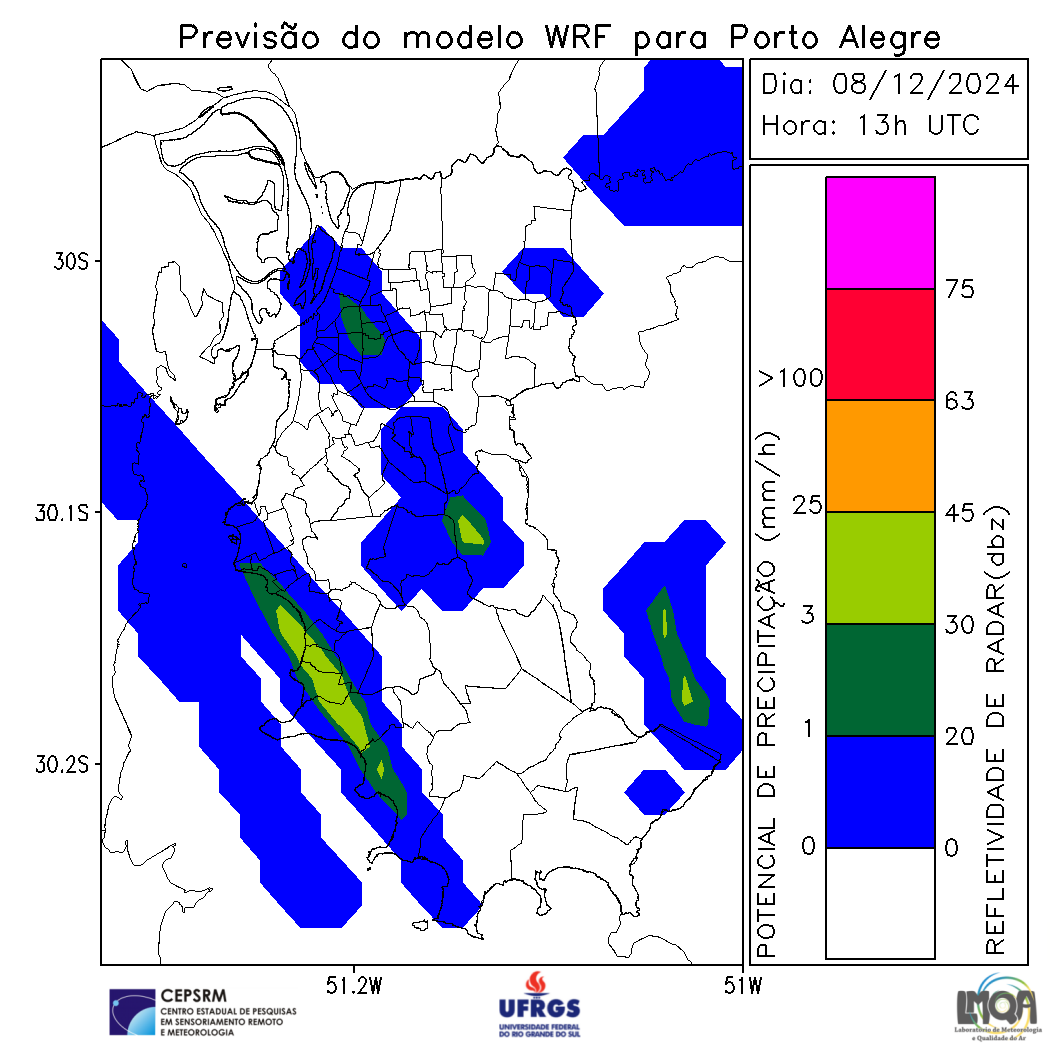 Previsão do modelo WRF para Porto Alegre
Dia: 08/12/2024
Hora: 13h UTC
30S
30.1S
30.2S
51.2W
51W
POTENCIAL DE PRECIPITAÇÃO (mm/h)
>100
25
3
1
0
75
63
45
30
20
0
REFLETIVIDADE DE RADAR(dbz)
CEPSRM
CENTRO ESTADUAL DE PESQUISAS
EM SENSORIAMENTO REMOTO
E METEOROLOGIA
UFRGS
UNIVERSIDADE FEDERAL
DO RIO GRANDE DO SUL
LMQA
Laboratório de Meteorologia
e Qualidade do Ar